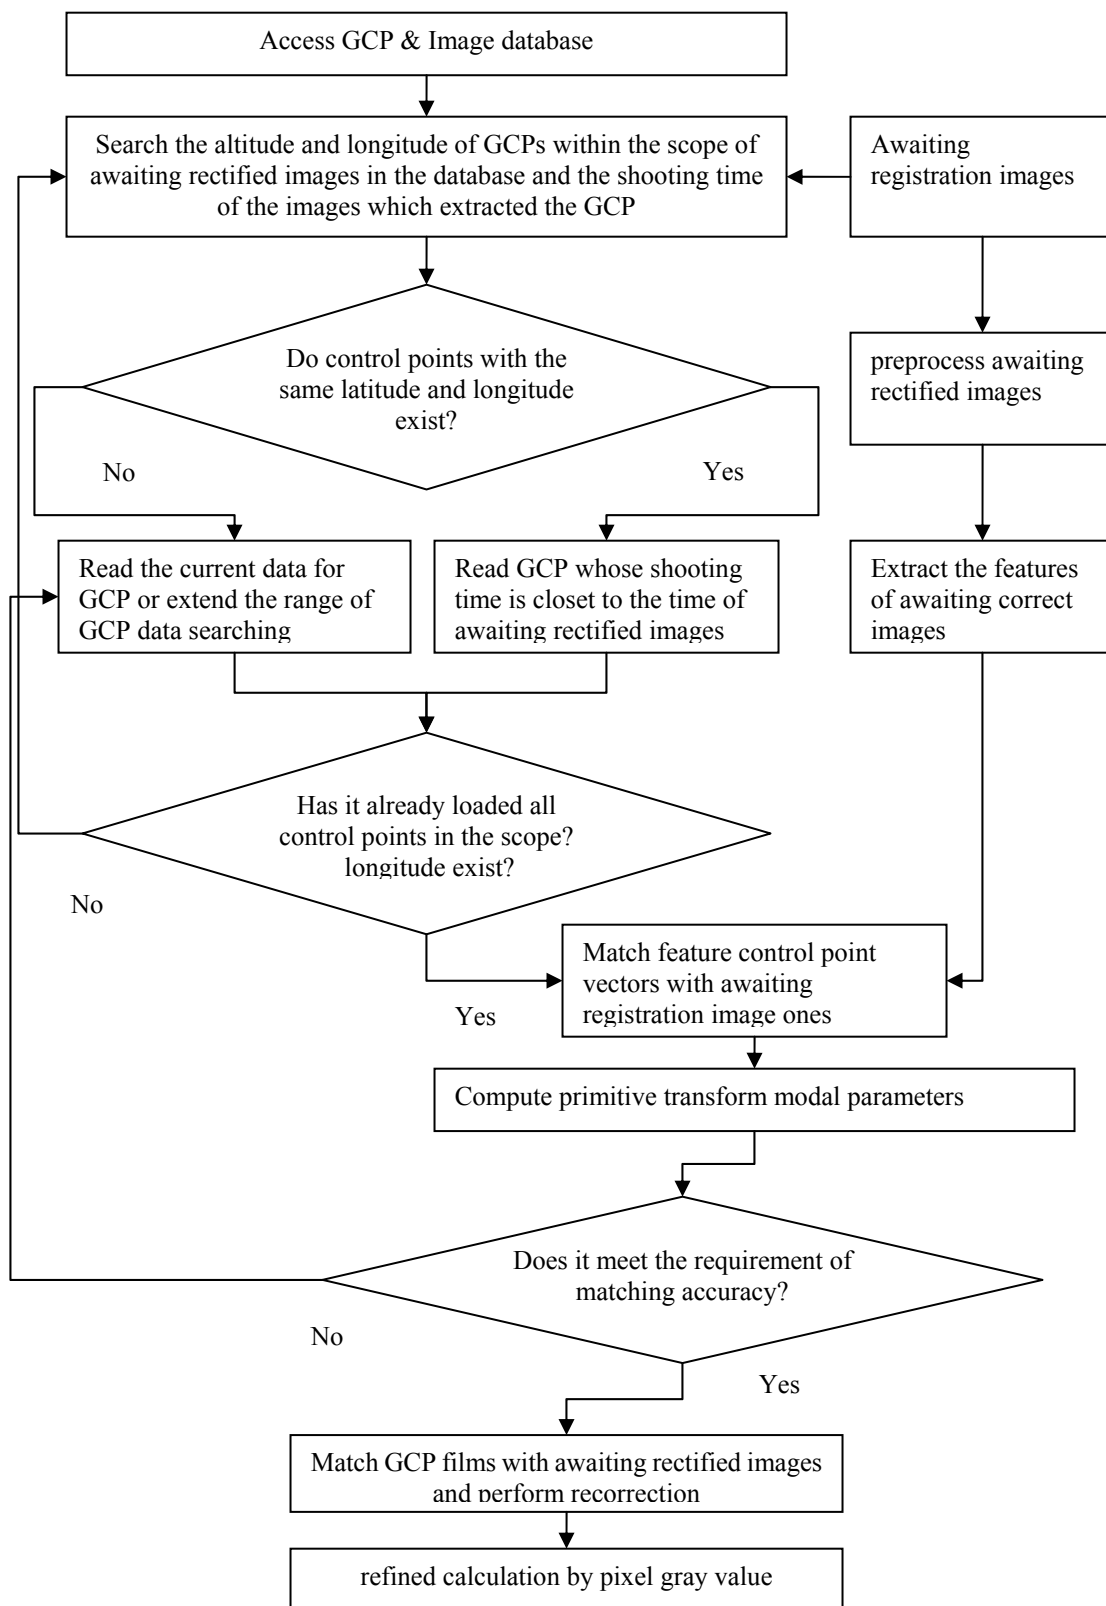 Access GCP & Image database
Search the altitude and longitude of GCPs within the scope of
awaiting rectified images in the database and the shooting time
of the images which extracted the GCP
Awaiting
registration images
Do control points with the
same latitude and longitude
exist?
preprocess awaiting
rectified images
No
Yes
Read the current data for
GCP or extend the range of
GCP data searching
Read GCP whose shooting
time is closet to the time of
awaiting rectified images
Extract the features
of awaiting correct
images
Has it already loaded all
control points in the scope?
longitude exist?
No
Yes
Match feature control point
vectors with awaiting
registration image ones
Compute primitive transform modal parameters
Does it meet the requirement of
matching accuracy?
No
Yes
Match GCP films with awaiting rectified images
and perform recorrection
refined calculation by pixel gray value